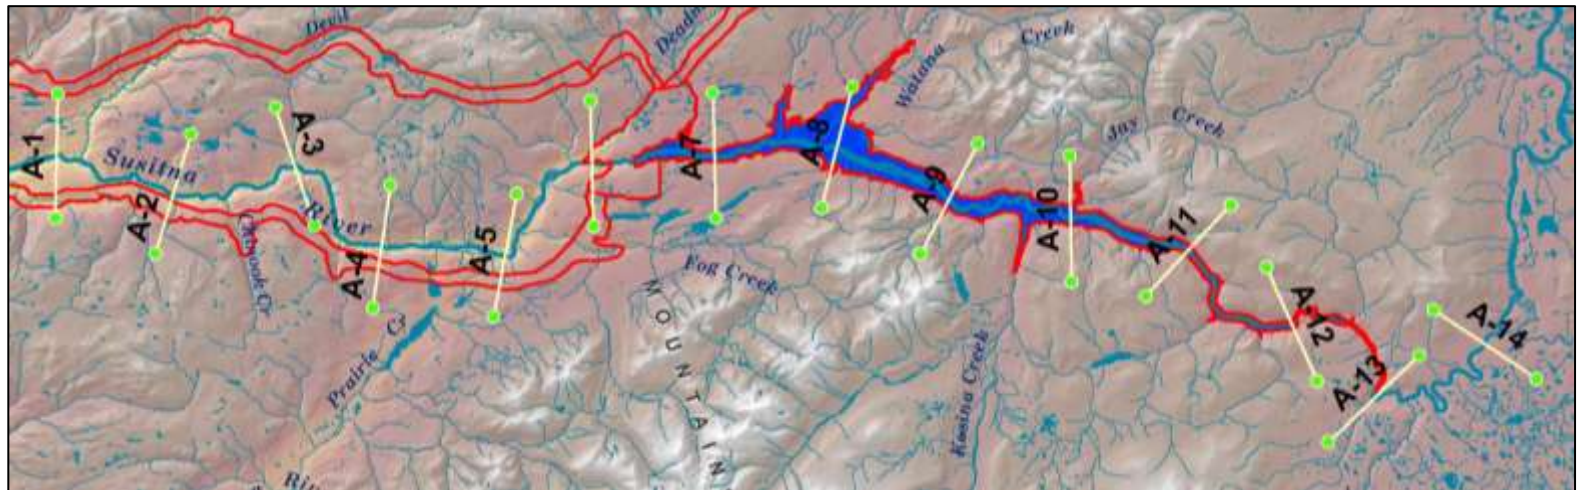 Devil
Deadm
Creek
Watana
A-1
A-3
Jay Creek
Susitna
A-7
A-8
A-2
River
A-9
A-10
Chinook Cr
A-4
A-5
A-11
Fog Creek
MOUNTAIN
A-12
A-14
Prairie Cr
Kosina Creek
A-13
Riv